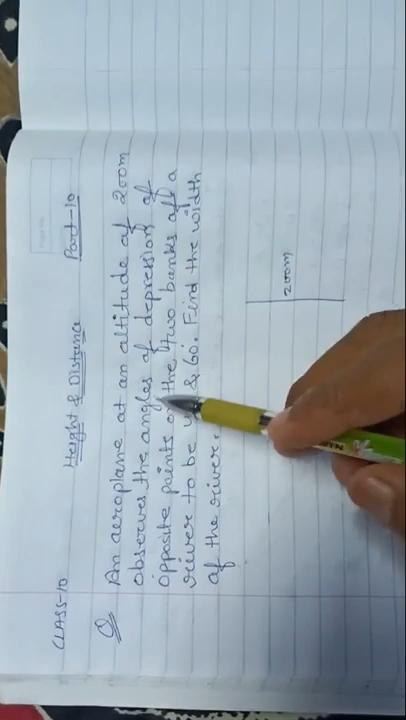 CLASS-10 Height & Distance Part-10
Q An aeroplane at an altitude of 200m
observes the angles of depression of
opposite points on the two banks of a
river to be & 60. Find the width
of the river.
200m